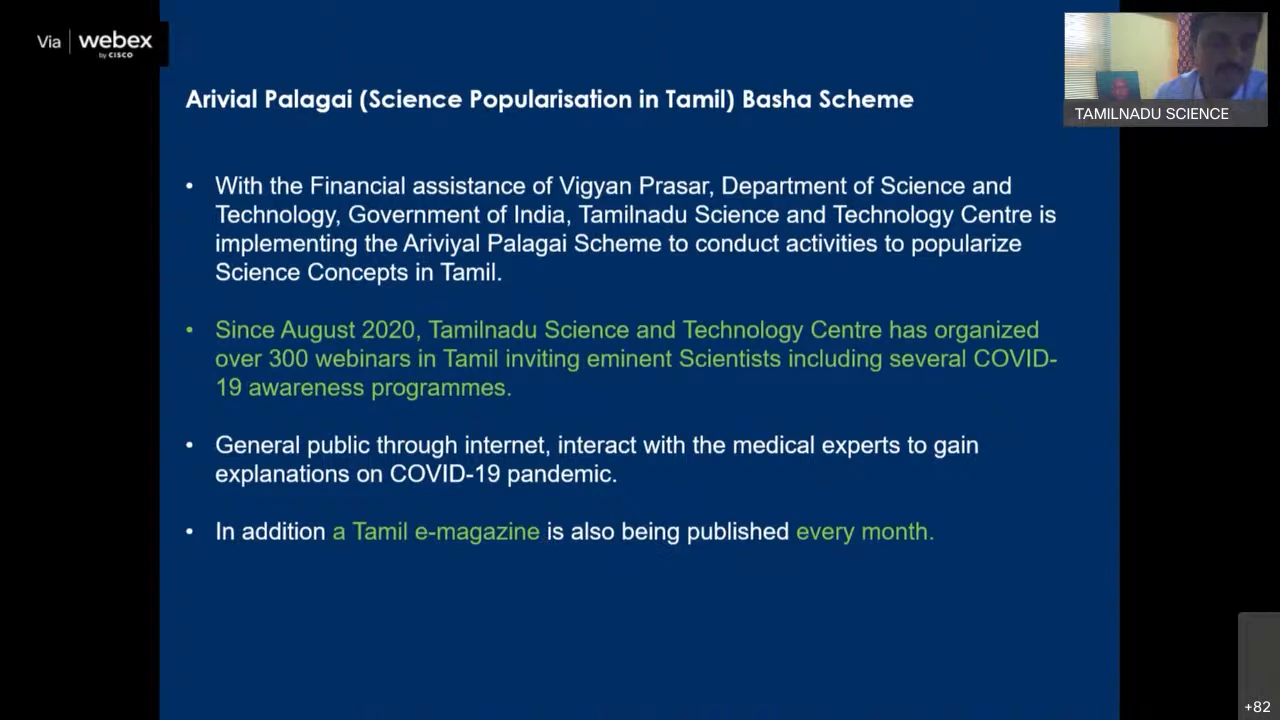 Via | webex
by CISCO
TAMILNADU SCIENCE
Arivial Palagai (Science Popularisation in Tamil) Basha Scheme
• With the Financial assistance of Vigyan Prasar, Department of Science and
Technology, Government of India, Tamilnadu Science and Technology Centre is
implementing the Ariviyal Palagai Scheme to conduct activities to popularize
Science Concepts in Tamil.
• Since August 2020, Tamilnadu Science and Technology Centre has organized
over 300 webinars in Tamil inviting eminent Scientists including several COVID-
19 awareness programmes.
• General public through internet, interact with the medical experts to gain
explanations on COVID-19 pandemic.
• In addition a Tamil e-magazine is also being published every month.
+82